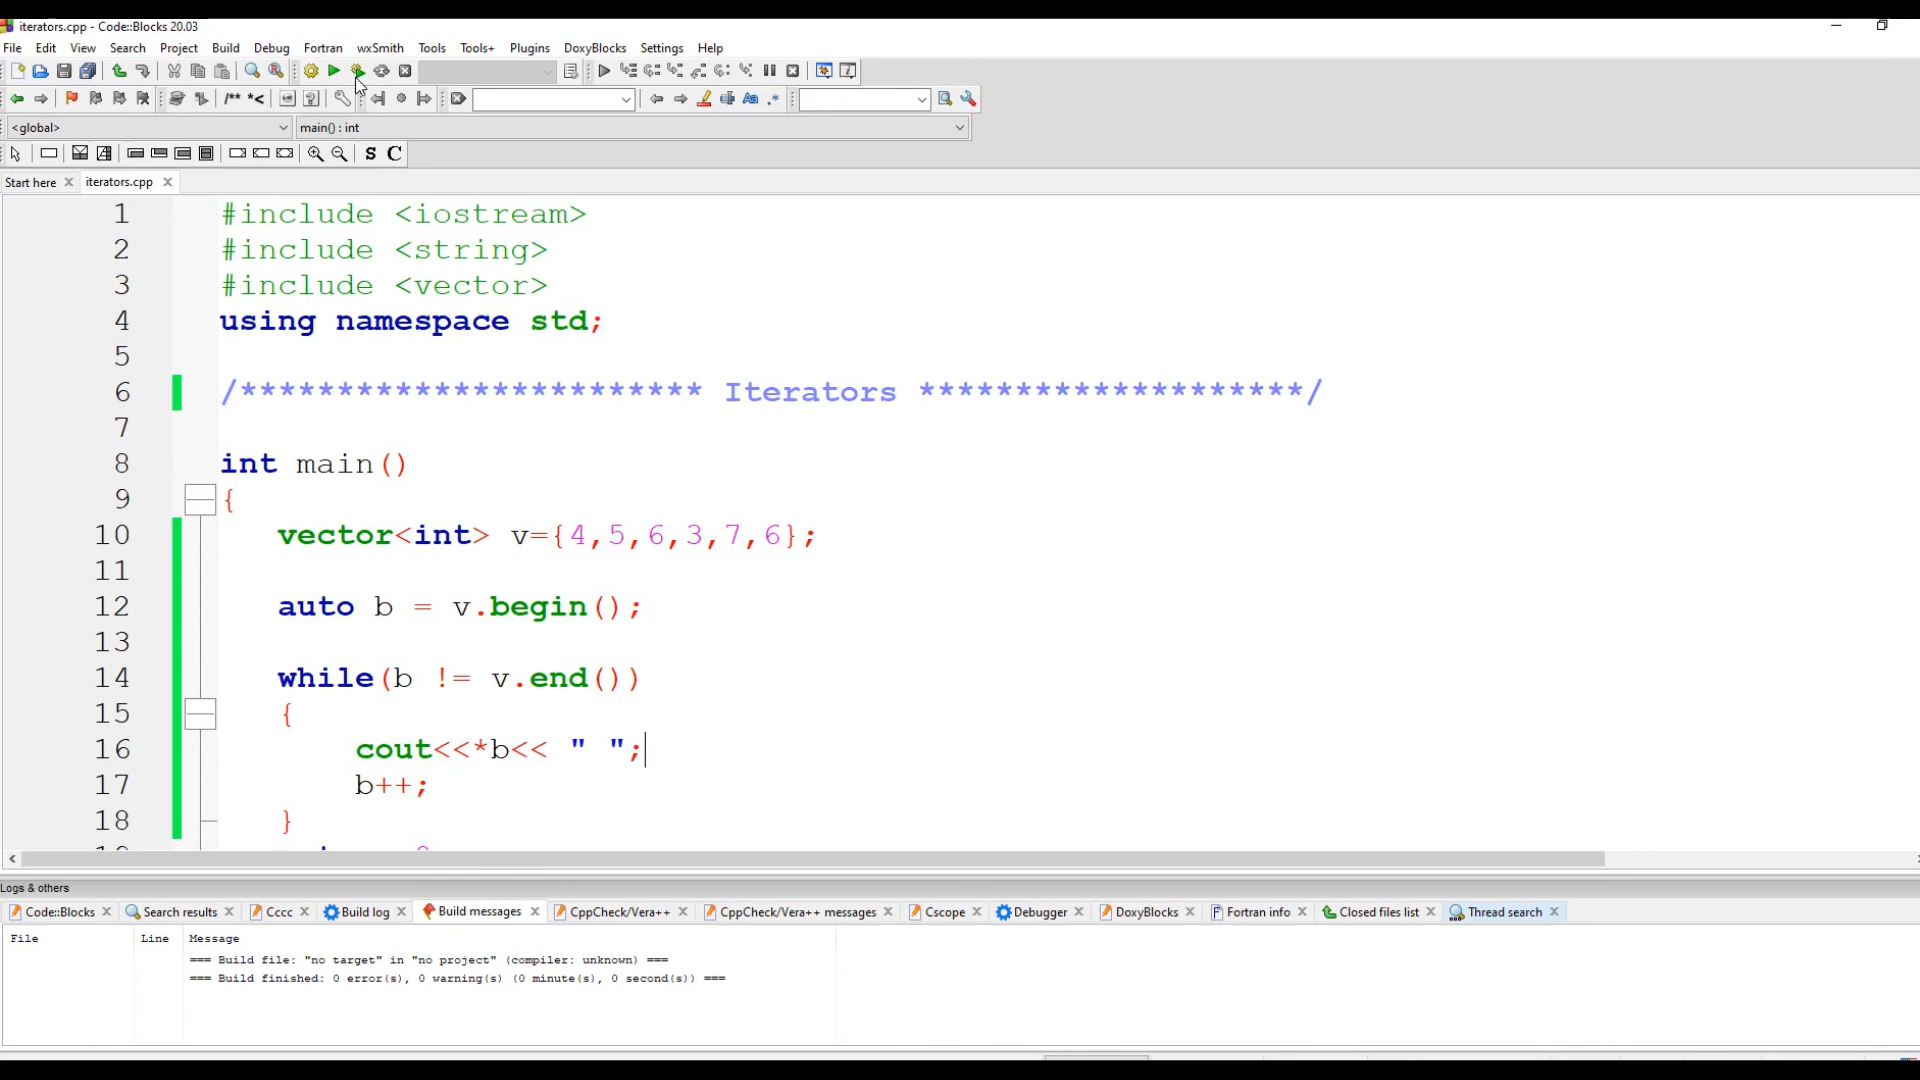 iterators.cpp - Code::Blocks 20.03
File Edit View Search Project Build Debug Fortran wxSmith Tools Tools+ Plugins DoxyBlocks Settings Help
/** *<
<global> main() : int
S C
Start here iterators.cpp
1 #include <iostream>
2 #include <string>
3 #include <vector>
4 using namespace std;
5
6 /************************ Iterators ********************/
7
8 int main()
9 {
10 vector<int> v={4,5,6,3,7,6};
11
12 auto b = v.begin();
13
14 while(b != v.end())
15 {
16 cout<<*b<< " ";
17 b++;
18 }
Logs & others
Code::Blocks Search results Cccc Build log Build messages CppCheck/Vera++ CppCheck/Vera++ messages Cscope Debugger DoxyBlocks Fortran info Closed files list Thread search
File Line Message
=== Build file: "no target" in "no project" (compiler: unknown) ===
=== Build finished: 0 error(s), 0 warning(s) (0 minute(s), 0 second(s)) ===